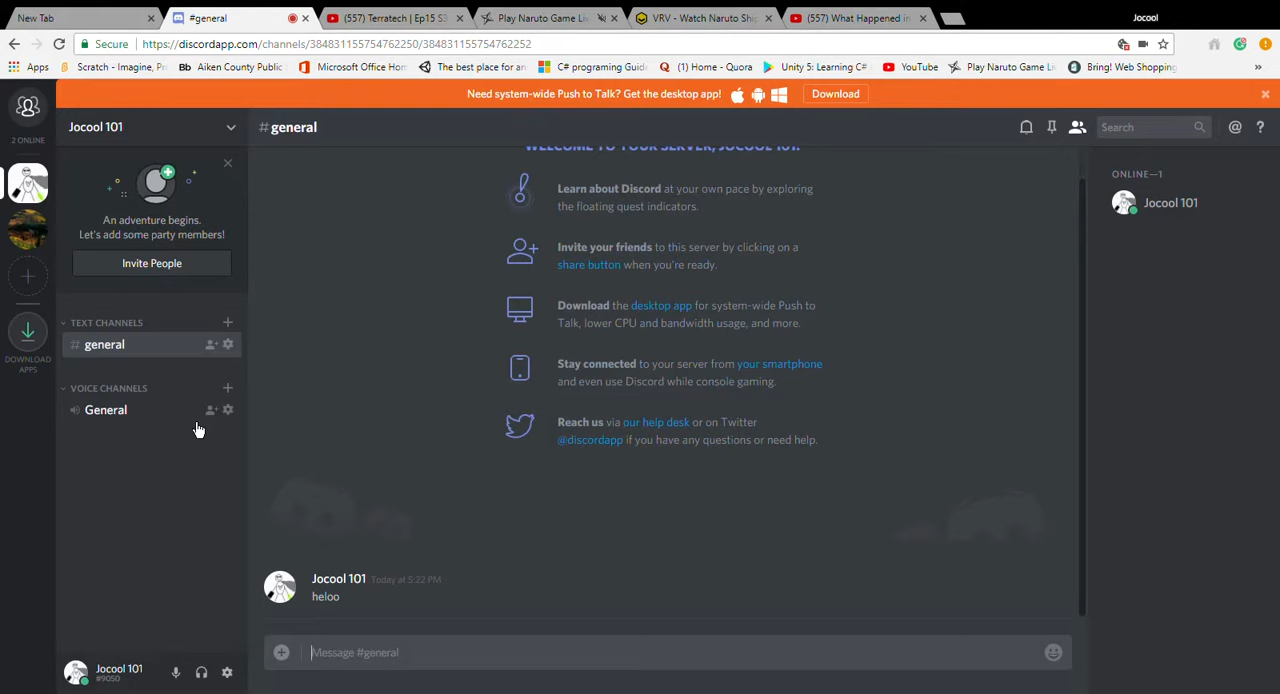 New Tab
#general
(557) Terratech | Ep15 S3
Play Naruto Game Li
VRV - Watch Naruto Ship
(557) What Happened in
Jocool
Secure
https://discordapp.com/channels/384831155754762250/384831155754762252
Apps
Scratch - Imagine, Pr
Bb Aiken County Public
Microsoft Office Hom
The best place for an
C# programing Guid
(1) Home - Quora
Unity 5: Learning C#
YouTube
Play Naruto Game Li
Bring! Web Shopping
»
Need system-wide Push to Talk? Get the desktop app!
Download
2 ONLINE
Jocool 101
#general
Search
@
?
WELCOME TO YOUR SERVER, JOCOOL 101!
An adventure begins.
Let's add some party members!
Invite People
Learn about Discord at your own pace by exploring
the floating quest indicators.
Invite your friends to this server by clicking on a
share button when you're ready.
Download the desktop app for system-wide Push to
Talk, lower CPU and bandwidth usage, and more.
Stay connected to your server from your smartphone
and even use Discord while console gaming.
Reach us via our help desk or on Twitter
@discordapp if you have any questions or need help.
ONLINE—1
Jocool 101
TEXT CHANNELS
# general
VOICE CHANNELS
General
DOWNLOAD
APPS
Jocool 101 Today at 5:22 PM
heloo
Message #general
Jocool 101
#9050